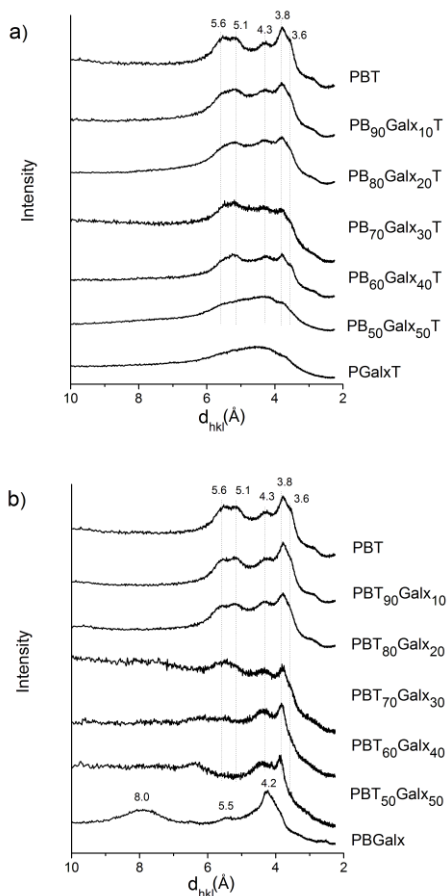 a)
5.6 5.1 4.3 3.8 3.6
PBT
PB90Galx10T
PB80Galx20T
PB70Galx30T
PB60Galx40T
PB50Galx50T
PGalxT
Intensity
10 8 6 4 2
dhkl(Å)
b)
5.6 5.1 4.3 3.8 3.6
PBT
PBT90Galx10
PBT80Galx20
PBT70Galx30
PBT60Galx40
PBT50Galx50
8.0 5.5 4.2
PBGalx
Intensity
10 8 6 4 2
dhkl(Å)